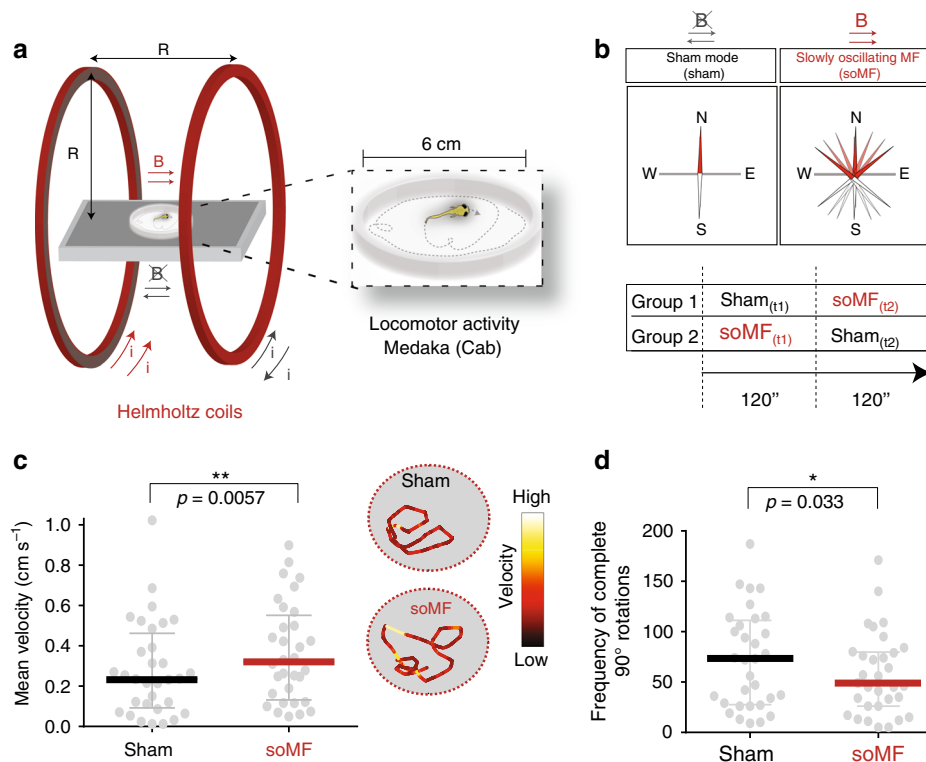 a
R
R
B
B
i
i
i
i
Helmholtz coils
6 cm
Locomotor activity
Medaka (Cab)
b
B
B
Sham mode
(sham)
Slowly oscillating MF
(soMF)
N
W
E
S
N
W
E
S
Group 1
Sham(t1)
soMF(t2)
Group 2
soMF(t1)
Sham(t2)
120”
120”
c
**
p = 0.0057
Mean velocity (cm s⁻¹)
1.0
0.8
0.6
0.4
0.2
0.0
Sham
soMF
Sham
soMF
High
Velocity
Low
d
*
p = 0.033
Frequency of complete
90° rotations
200
150
100
50
0
Sham
soMF